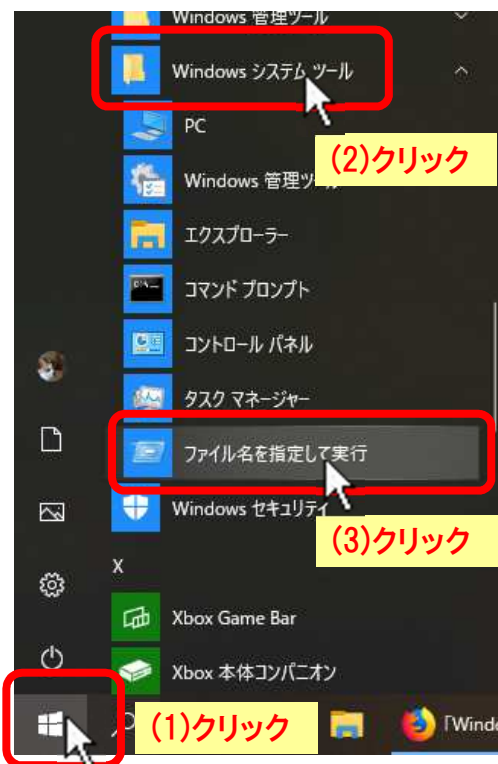 Windows 管理ツール
Windows システム ツール
(2)クリック
PC
Windows 管理ツール
エクスプローラー
コマンド プロンプト
コントロール パネル
タスク マネージャー
ファイル名を指定して実行
Windows セキュリティ
(3)クリック
X
Xbox Game Bar
Xbox 本体コンパニオン
(1)クリック
「Windo